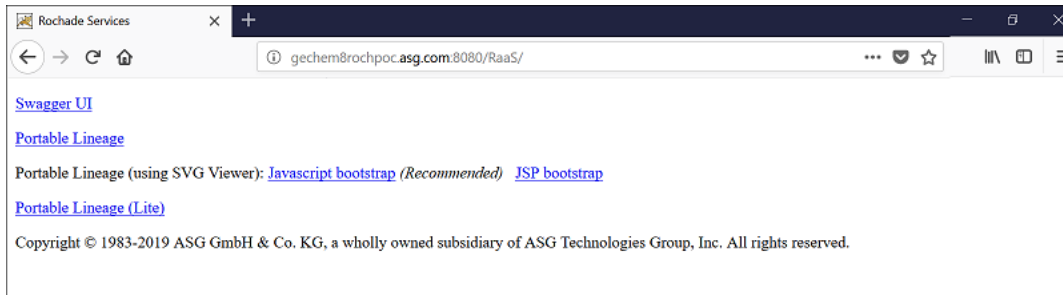 Rochade Services
gechem8rochpoc.asg.com:8080/RaaS/
Swagger UI
Portable Lineage
Portable Lineage (using SVG Viewer): Javascript bootstrap (Recommended) JSP bootstrap
Portable Lineage (Lite)
Copyright © 1983-2019 ASG GmbH & Co. KG, a wholly owned subsidiary of ASG Technologies Group, Inc. All rights reserved.